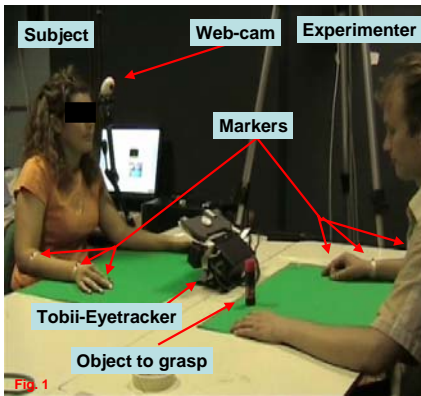 Subject
Web-cam
Experimenter
Markers
Tobii-Eyetracker
Object to grasp
Fig. 1